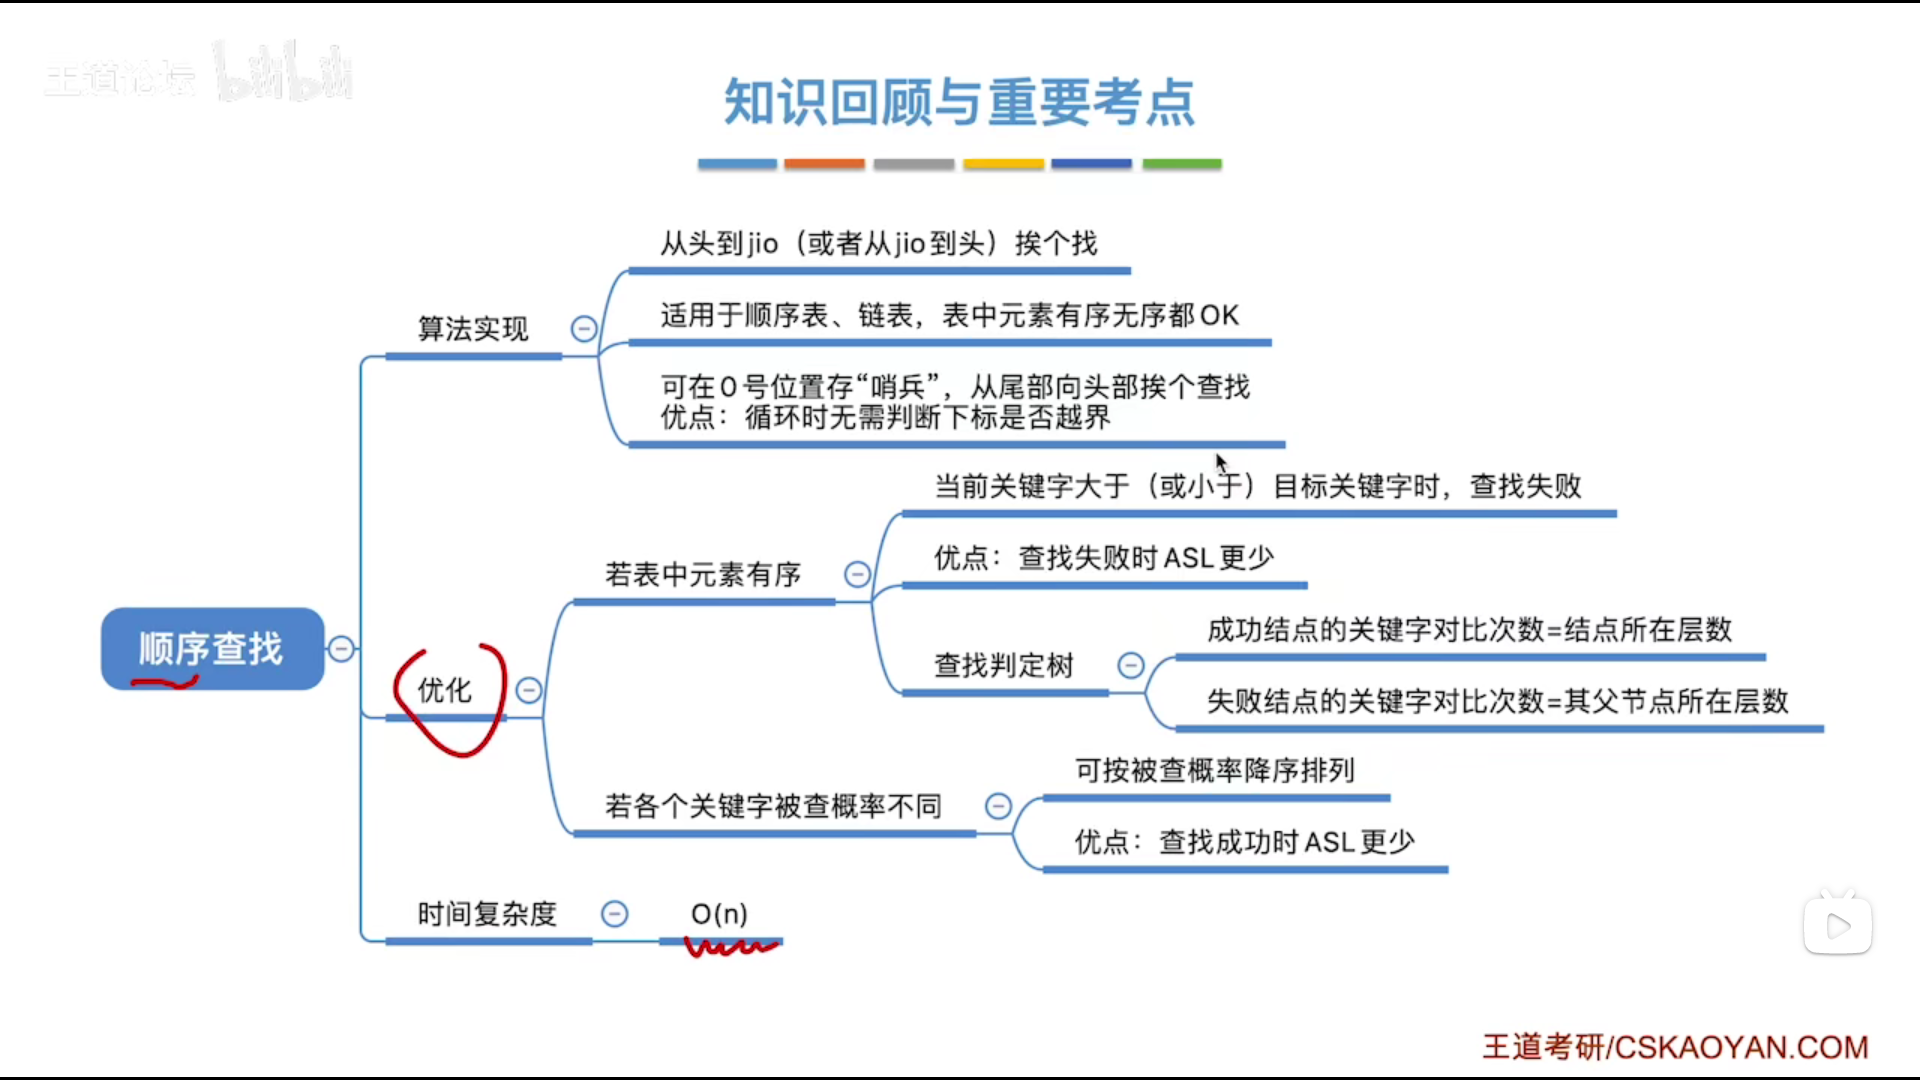 王道论坛 bilibili
知识回顾与重要考点
从头到jio（或者从jio到头）挨个找
适用于顺序表、链表，表中元素有序无序都OK
算法实现
可在0号位置存“哨兵”，从尾部向头部挨个查找
优点：循环时无需判断下标是否越界
当前关键字大于（或小于）目标关键字时，查找失败
优点：查找失败时ASL更少
若表中元素有序
成功结点的关键字对比次数=结点所在层数
查找判定树
失败结点的关键字对比次数=其父节点所在层数
顺序查找
优化
可按被查概率降序排列
若各个关键字被查概率不同
优点：查找成功时ASL更少
时间复杂度
O(n)
王道考研/CSKAOYAN.COM